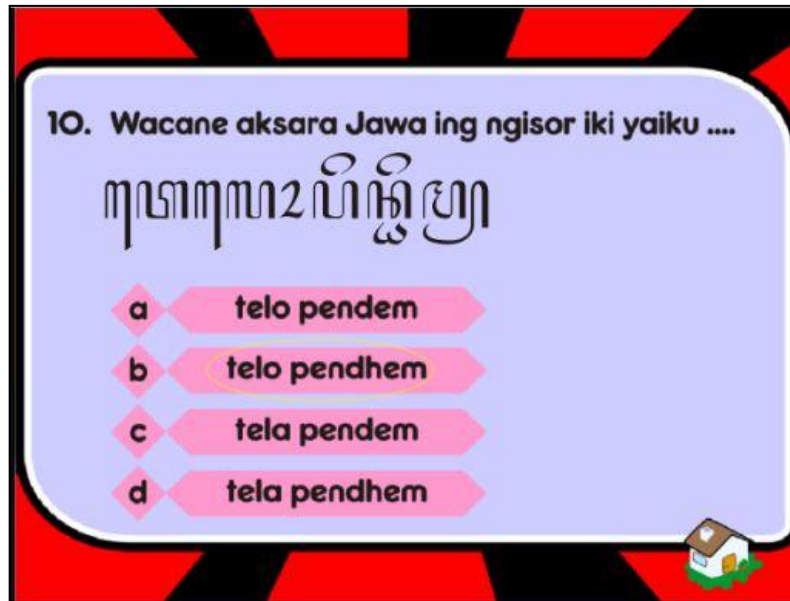 10. Wacane aksara Jawa ing ngisor iki yaiku ....
ꦠꦺꦭꦺꦴꦥꦼꦤ꧀ꦝꦼꦩ꧀
a telo pendem
b telo pendhem
c tela pendem
d tela pendhem